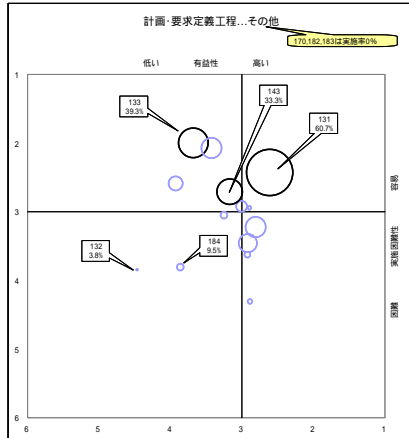 計画・要求定義工程…その他
170,182,183は実施率0%
低い 有益性 高い
1
133
39.3%
143
33.3%
131
60.7%
2
容易
3
実施困難性
132
3.8%
184
9.5%
4
困難
5
6
6 5 4 3 2 1